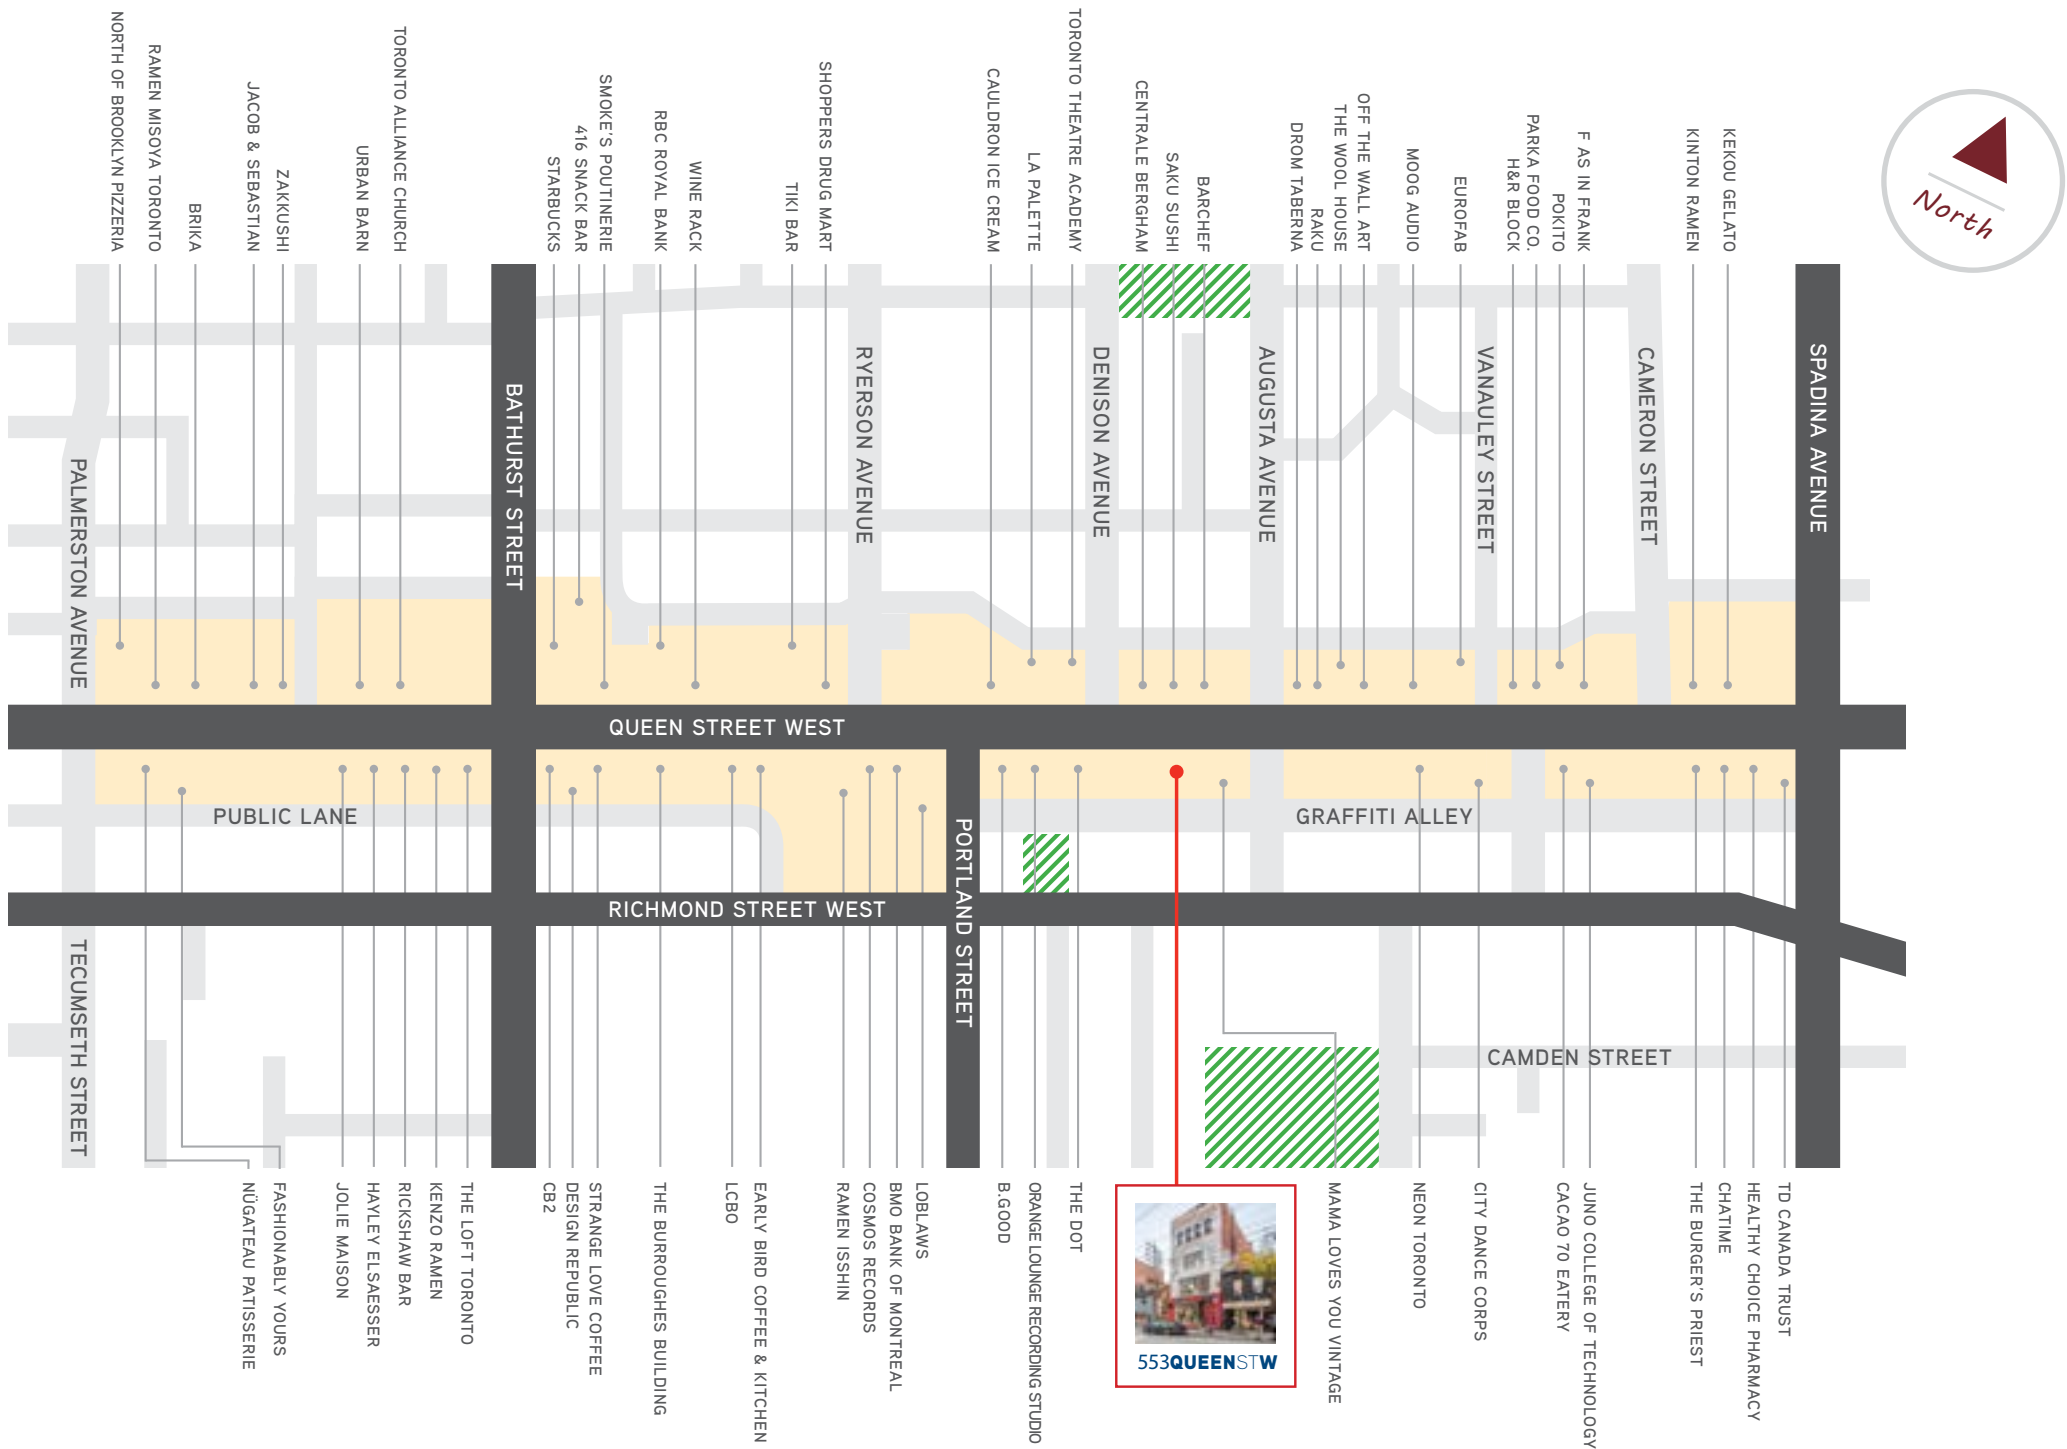 NORTH OF BROOKLYN PIZZERIA
RAMEN MISOYA TORONTO
BRIKA
JACOB & SEBASTIAN
ZAKKUSHI
URBAN BARN
TORONTO ALLIANCE CHURCH
STARBUCKS
416 SNACK BAR
SMOKE'S POUTINERIE
RBC ROYAL BANK
WINE RACK
TIKI BAR
SHOPPERS DRUG MART
CAULDRON ICE CREAM
LA PALETTE
TORONTO THEATRE ACADEMY
CENTRALE BERGHAM
SAKU SUSHI
BARCHEF
DROM TABERNA
RAKU
THE WOOL HOUSE
OFF THE WALL ART
MOOG AUDIO
EUROFAB
H&R BLOCK
PARKA FOOD CO.
POKITO
F AS IN FRANK
KINTON RAMEN
KEKOU GELATO
North
PALMERSTON AVENUE
BATHURST STREET
RYERSON AVENUE
DENISON AVENUE
AUGUSTA AVENUE
VANAULEY STREET
CAMERON STREET
SPADINA AVENUE
QUEEN STREET WEST
PUBLIC LANE
GRAFFITI ALLEY
PORTLAND STREET
RICHMOND STREET WEST
TECUMSETH STREET
CAMDEN STREET
NÜGATEAU PATISSERIE
FASHIONABLY YOURS
JOLIE MAISON
HAYLEY ELSAESSER
RICKSHAW BAR
KENZO RAMEN
THE LOFT TORONTO
CB2
DESIGN REPUBLIC
STRANGE LOVE COFFEE
THE BURROUGHES BUILDING
LCBO
EARLY BIRD COFFEE & KITCHEN
RAMEN ISSHIN
COSMOS RECORDS
BMO BANK OF MONTREAL
LOBLAWS
B.GOOD
ORANGE LOUNGE RECORDING STUDIO
THE DOT
553QUEENSTW
MAMA LOVES YOU VINTAGE
NEON TORONTO
CITY DANCE CORPS
CACAO 70 EATERY
JUNO COLLEGE OF TECHNOLOGY
THE BURGER'S PRIEST
CHATIME
HEALTHY CHOICE PHARMACY
TD CANADA TRUST